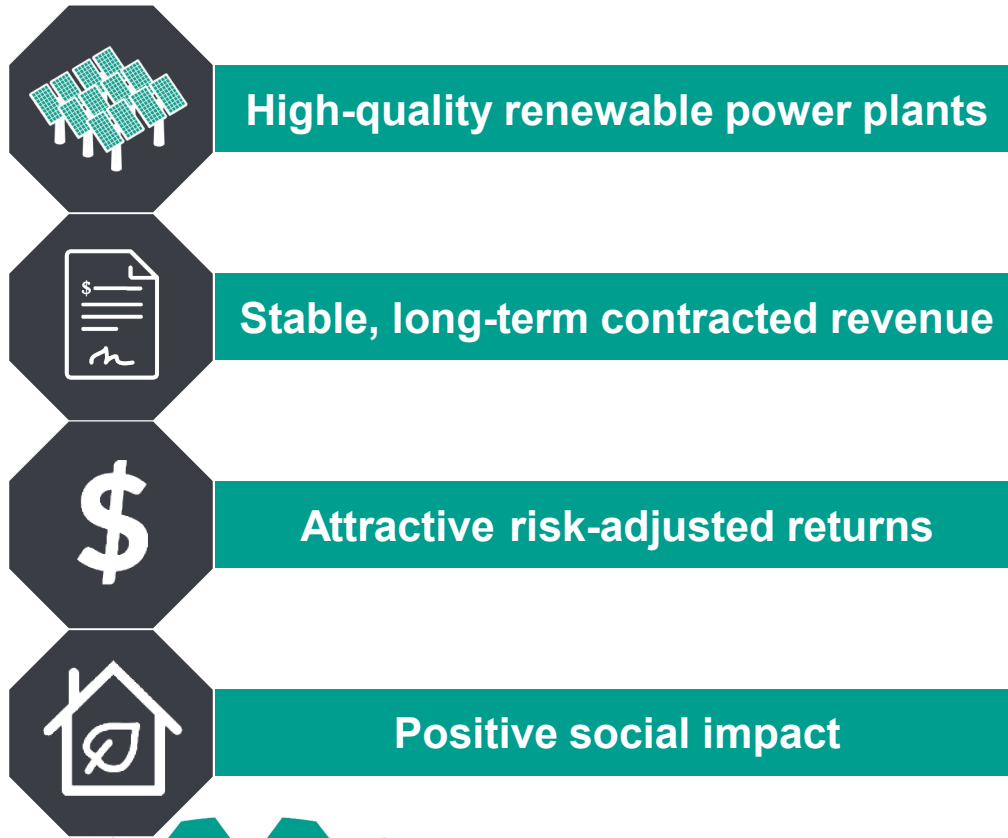 High-quality renewable power plants
$
Stable, long-term contracted revenue
$
Attractive risk-adjusted returns
Positive social impact